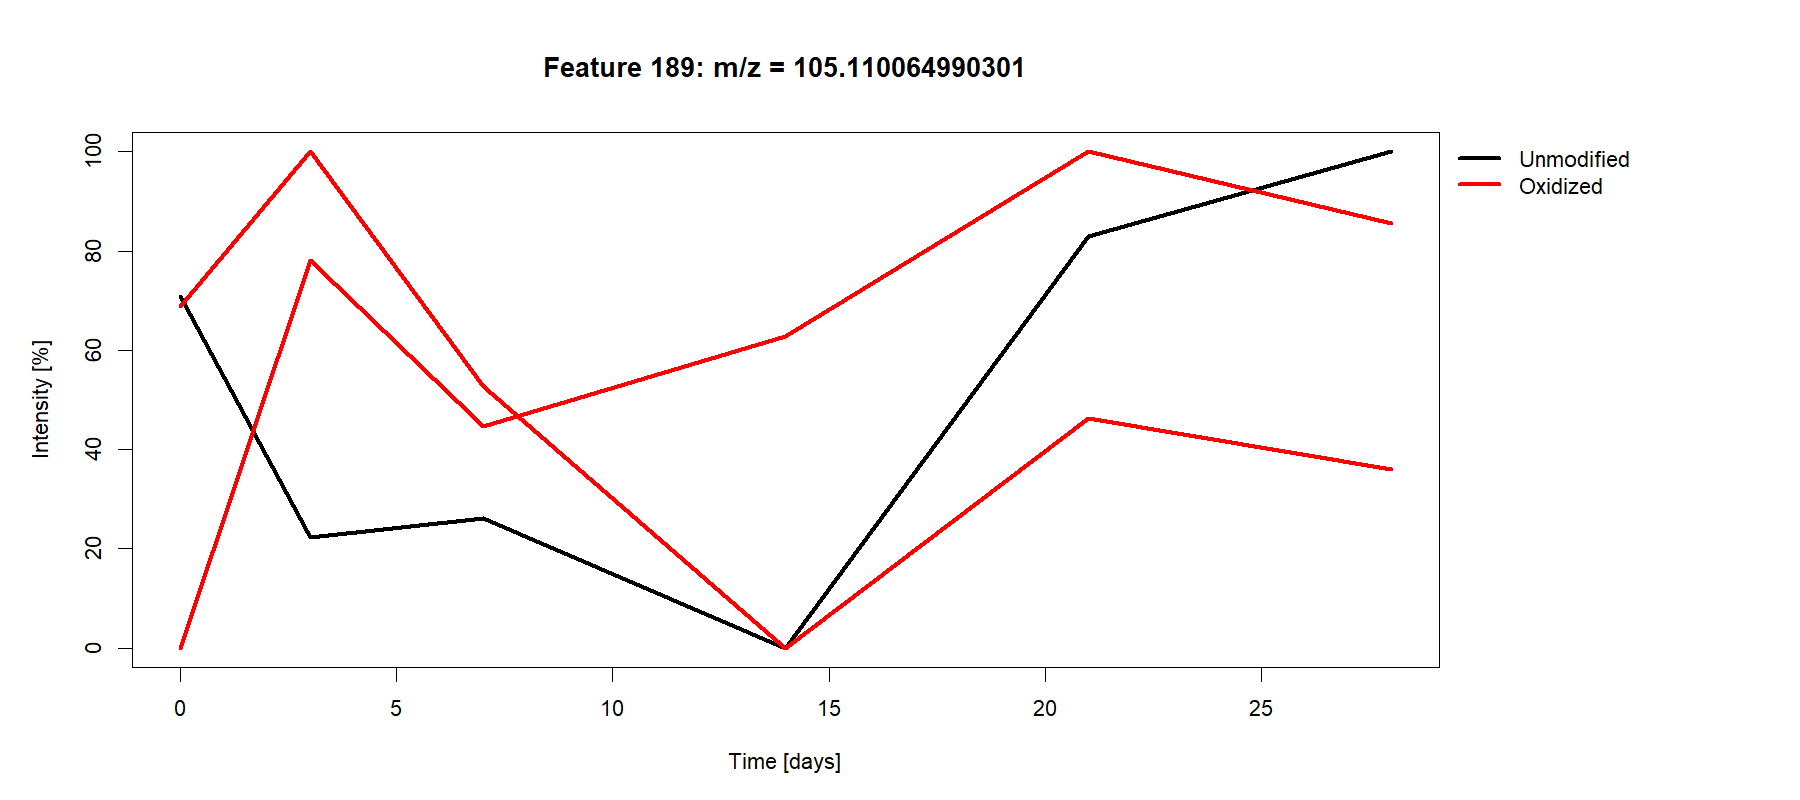 Feature 189: m/z = 105.110064990301
100
80
60
40
20
0
Intensity [%]
0 5 10 15 20 25
Time [days]
Unmodified
Oxidized